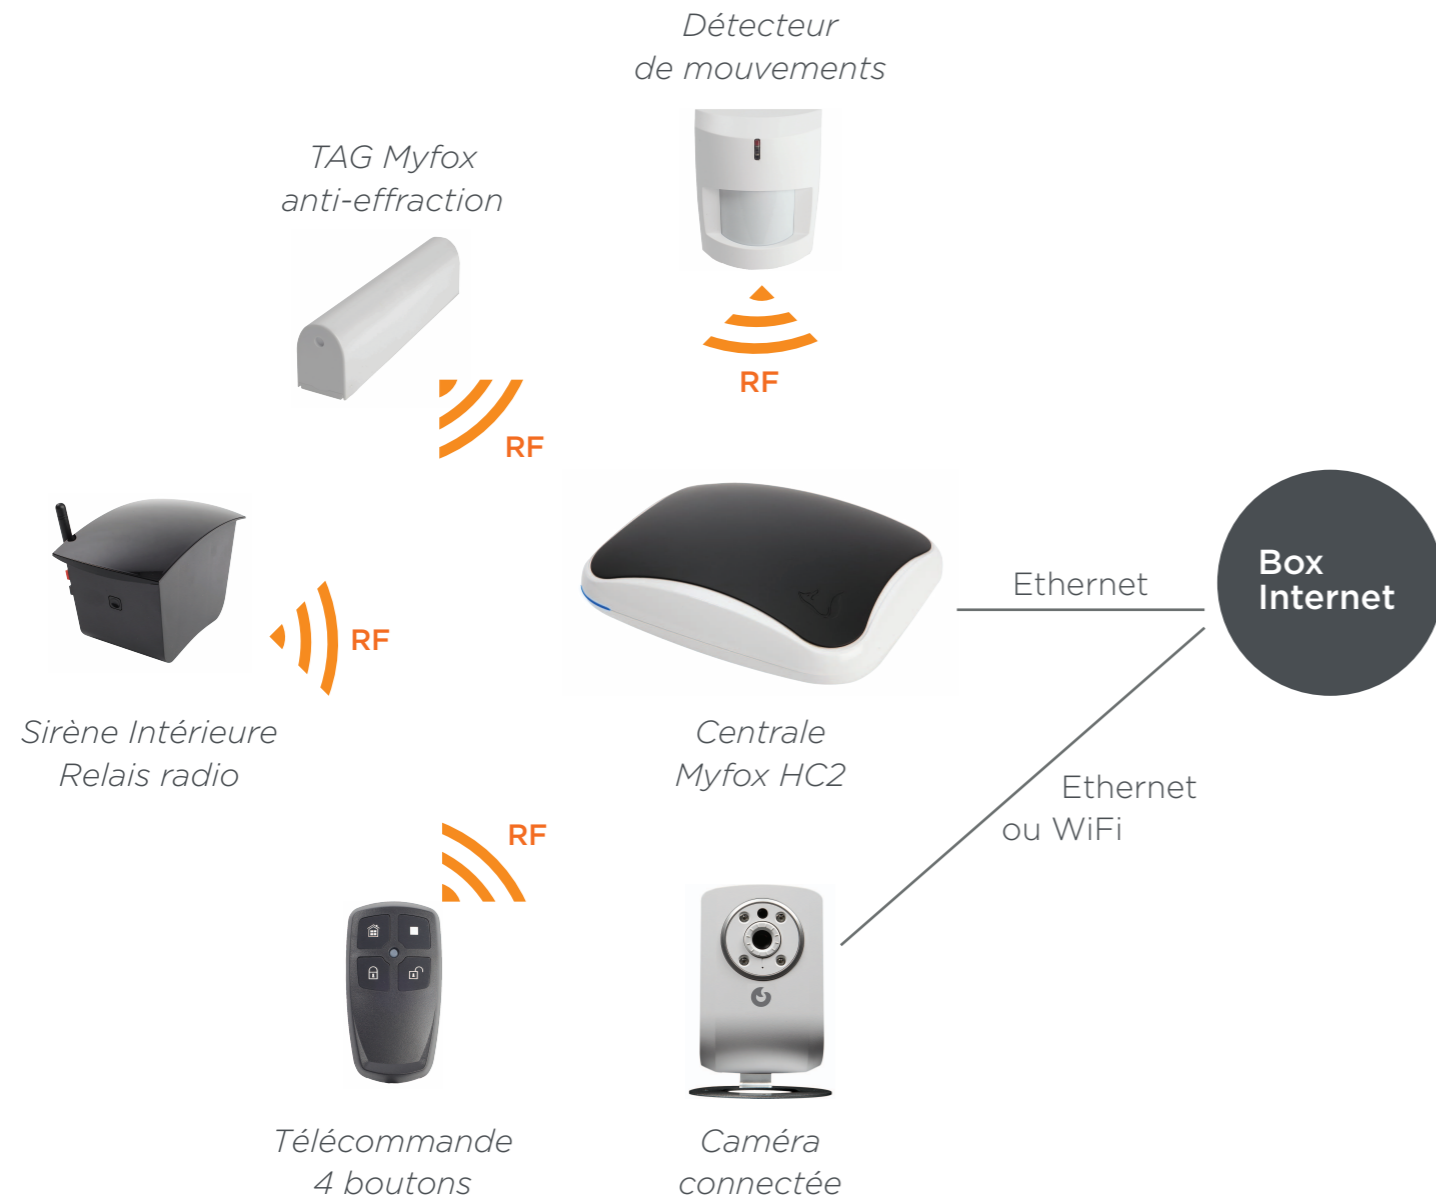 Détecteur
de mouvements
TAG Myfox
anti-effraction
RF
RF
RF
Sirène Intérieure
Relais radio
Centrale
Myfox HC2
Ethernet
Box
Internet
Ethernet
ou WiFi
RF
Télécommande
4 boutons
Caméra
connectée